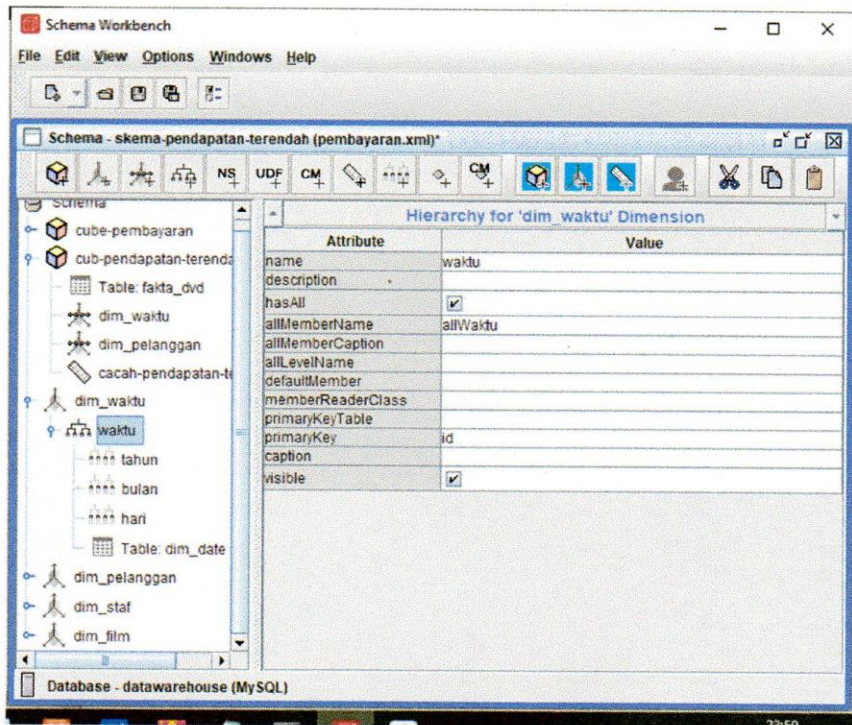 Schema Workbench
File Edit View Options Windows Help
Schema - skema-pendapatan-terendah (pembayaran.xml)*
NS UDF CM CM
Schema
cube-pembayaran
cub-pendapatan-terenda
Table: fakta_dvd
dim_waktu
dim_pelanggan
cacah-pendapatan-te
dim_waktu
waktu
tahun
bulan
hari
Table: dim_date
dim_pelanggan
dim_staf
dim_film
Hierarchy for 'dim_waktu' Dimension
Attribute Value
name waktu
description
hasAll
allMemberName allWaktu
allMemberCaption
allLevelName
defaultMember
memberReaderClass
primaryKeyTable
primaryKey id
caption
visible
Database - datawarehouse (MySQL)
23:50